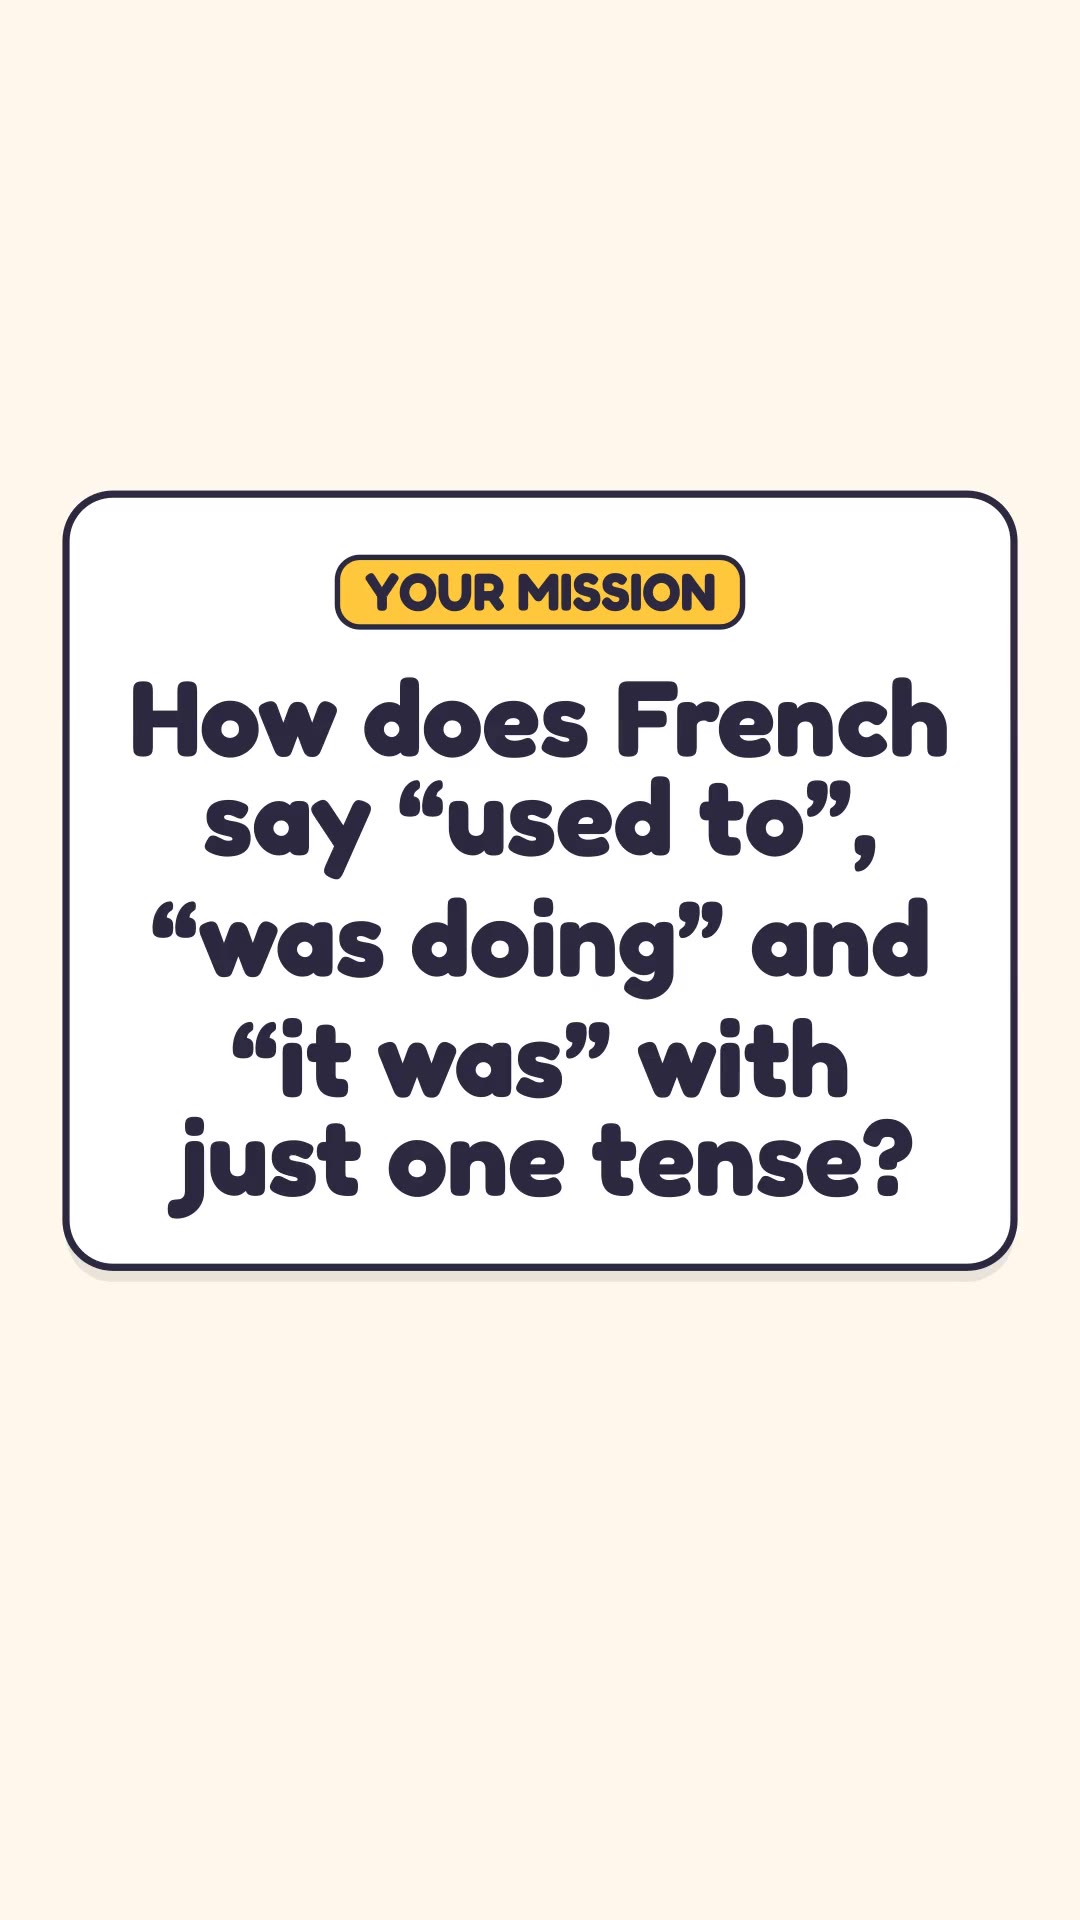 YOUR MISSION
How does French
say “used to”,
“was doing” and
“it was” with
just one tense?